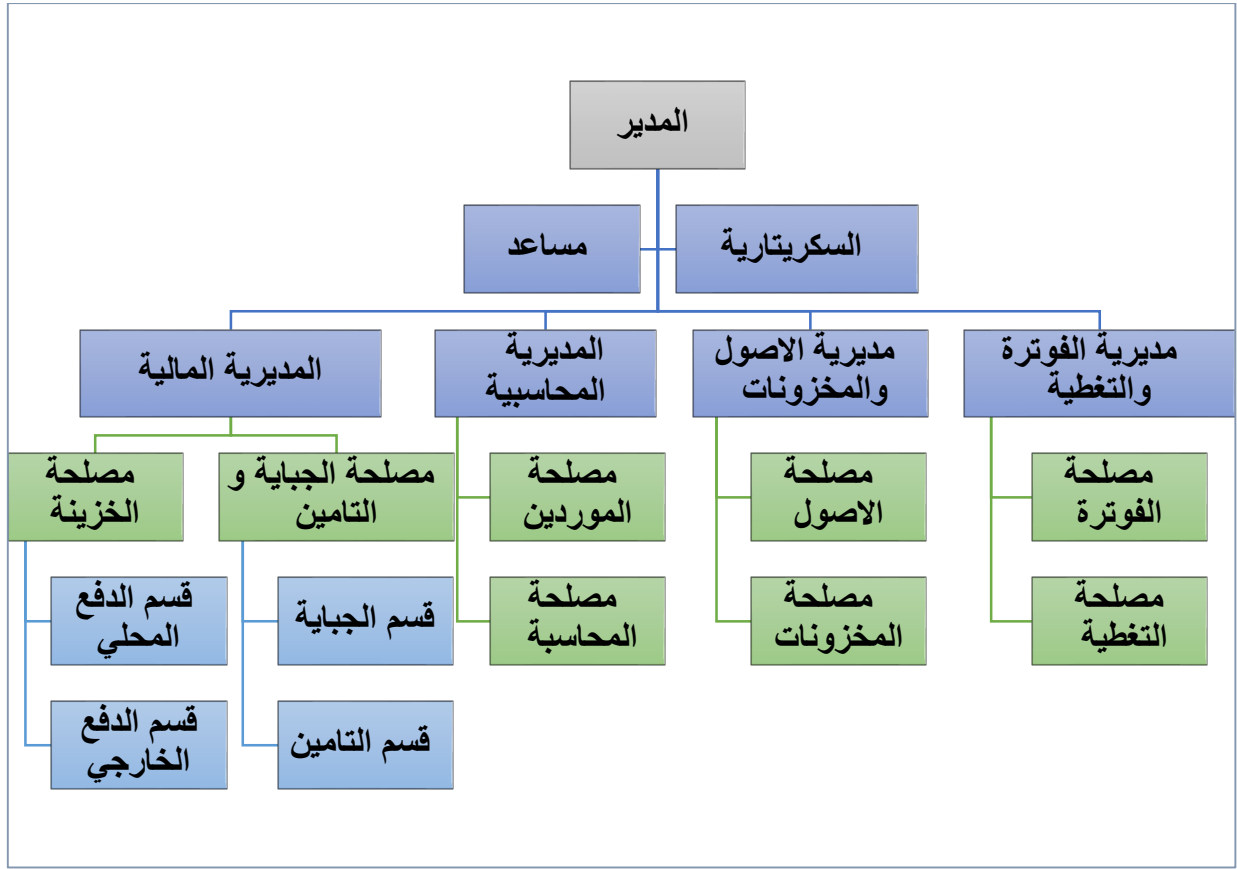 المدير
السكريتارية
مساعد
مديرية الفوترة
والتغطية
مديرية الاصول
والمخزونات
المديرية
المحاسبية
المديرية المالية
مصلحة
الفوترة
مصلحة
الاصول
مصلحة
الموردين
مصلحة الجباية و
التامين
مصلحة
الخزينة
مصلحة
التغطية
مصلحة
المخزونات
مصلحة
المحاسبة
قسم الجباية
قسم الدفع
المحلي
قسم التامين
قسم الدفع
الخارجي